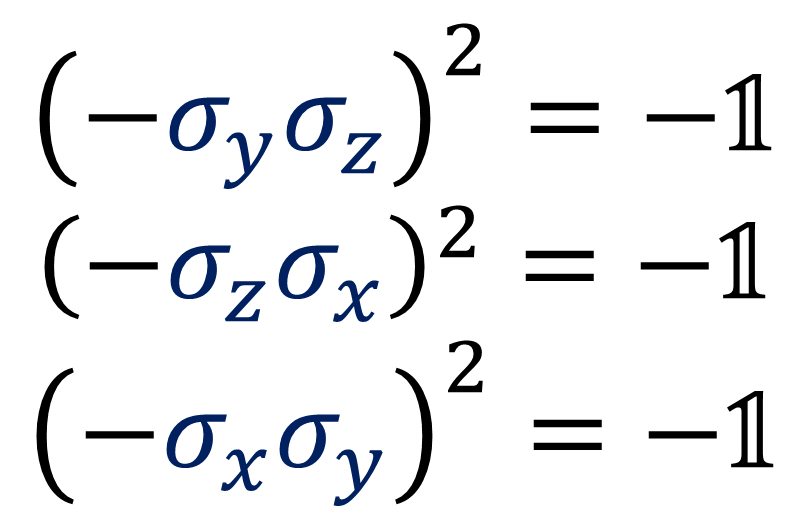 (−σ_yσ_z)² = −𝟙
(−σ_zσ_x)² = −𝟙
(−σ_xσ_y)² = −𝟙